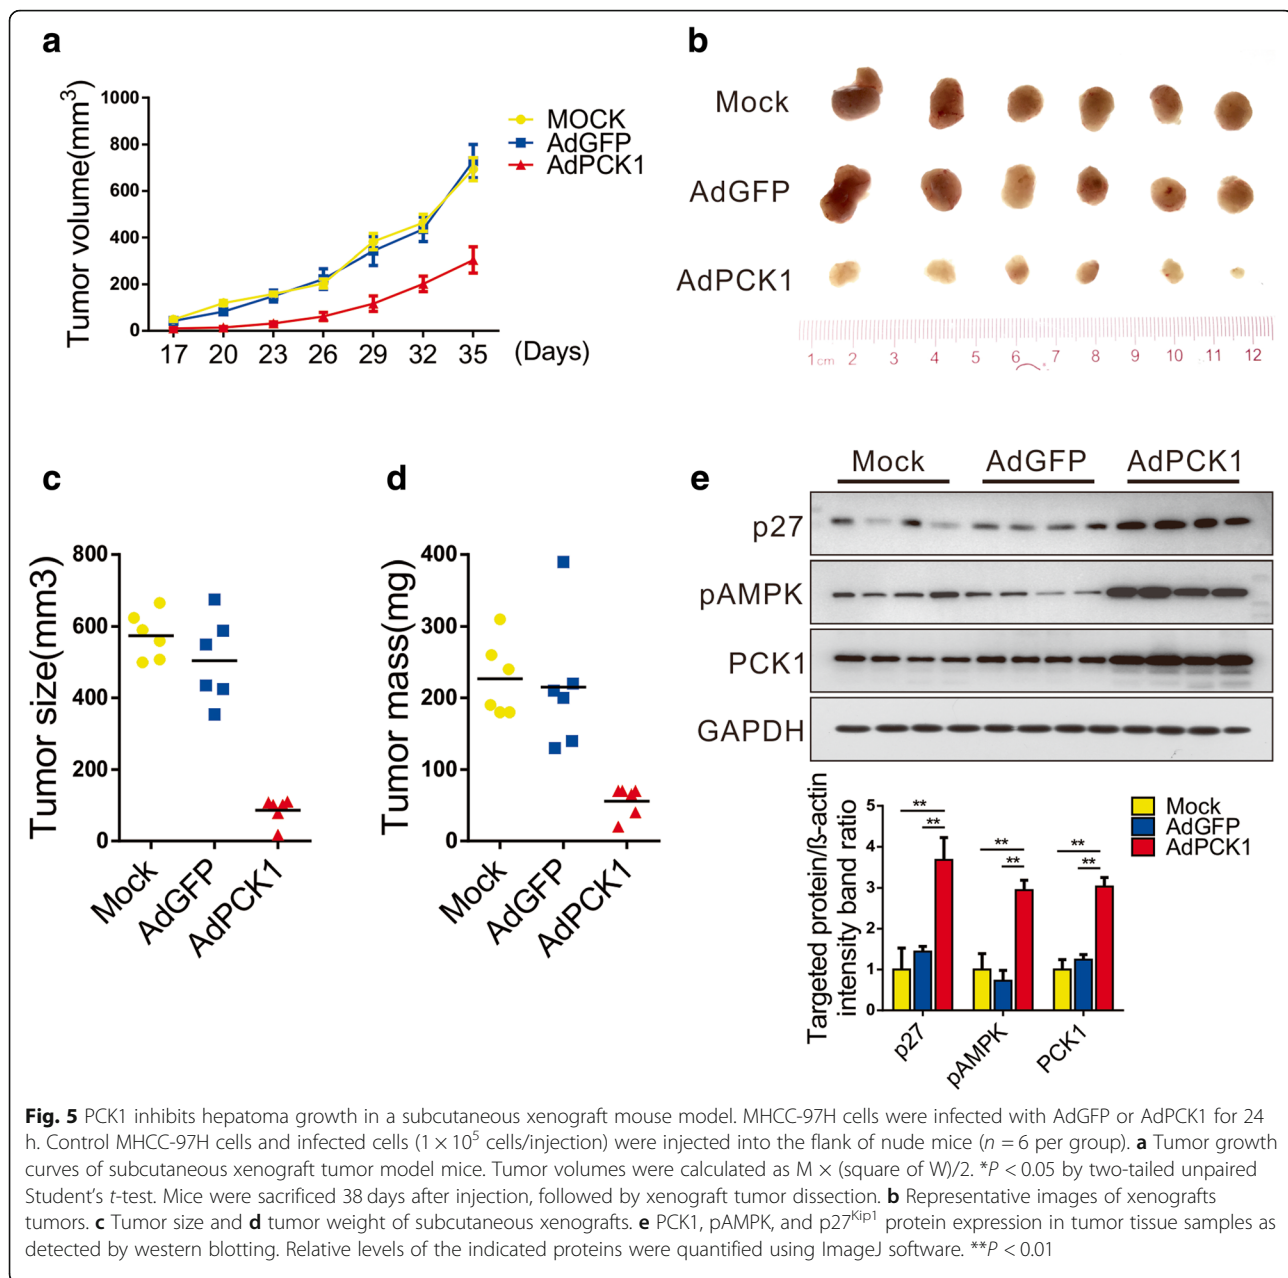 a
Tumor volume(mm³)
1000
800
600
400
200
0
17 20 23 26 29 32 35 (Days)
MOCK
AdGFP
AdPCK1
b
Mock
AdGFP
AdPCK1
1cm 2 3 4 5 6 7 8 9 10 11 12
c
Tumor size(mm3)
800
600
400
200
0
Mock
AdGFP
AdPCK1
d
Tumor mass(mg)
400
300
200
100
0
Mock
AdGFP
AdPCK1
e
Mock AdGFP AdPCK1
p27
pAMPK
PCK1
GAPDH
Targeted protein/ß-actin
intensity band ratio
5
4
3
2
1
0
** ** ** ** ** **
p27
pAMPK
PCK1
Mock
AdGFP
AdPCK1
Fig. 5 PCK1 inhibits hepatoma growth in a subcutaneous xenograft mouse model. MHCC-97H cells were infected with AdGFP or AdPCK1 for 24
h. Control MHCC-97H cells and infected cells (1 × 10⁵ cells/injection) were injected into the flank of nude mice (n = 6 per group). a Tumor growth
curves of subcutaneous xenograft tumor model mice. Tumor volumes were calculated as M × (square of W)/2. *P < 0.05 by two-tailed unpaired
Student's t-test. Mice were sacrificed 38 days after injection, followed by xenograft tumor dissection. b Representative images of xenografts
tumors. c Tumor size and d tumor weight of subcutaneous xenografts. e PCK1, pAMPK, and p27ᴷⁱᵖ¹ protein expression in tumor tissue samples as
detected by western blotting. Relative levels of the indicated proteins were quantified using ImageJ software. **P < 0.01